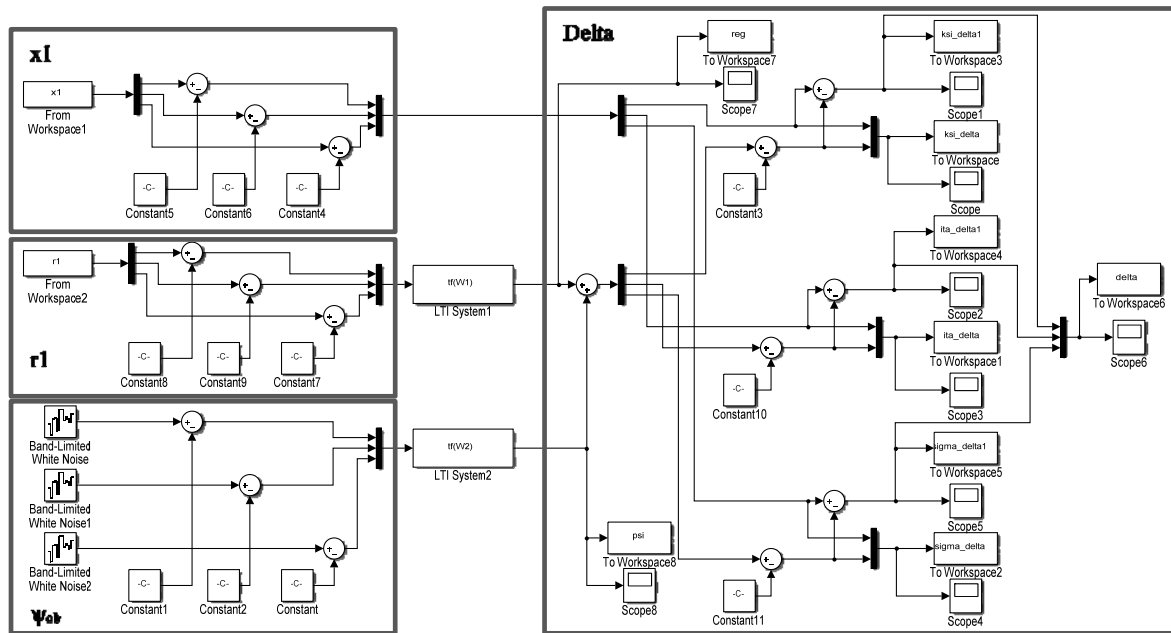 x1
x1
From
Workspace1
-C-
Constant5
-C-
Constant6
-C-
Constant4
r1
From
Workspace2
r1
-C-
Constant8
-C-
Constant9
-C-
Constant7
tf(W1)
LTI System1
Band-Limited
White Noise
Band-Limited
White Noise1
Band-Limited
White Noise2
-C-
Constant1
-C-
Constant2
-C-
Constant
tf(W2)
LTI System2
Delta
reg
To Workspace7
Scope7
ksi_delta1
To Workspace3
Scope1
ksi_delta
To Workspace
Scope
-C-
Constant3
ita_delta1
To Workspace4
Scope2
ita_delta
To Workspace1
Scope3
-C-
Constant10
delta
To Workspace6
Scope6
sigma_delta1
To Workspace5
Scope5
sigma_delta
To Workspace2
Scope4
psi
To Workspace8
Scope8
-C-
Constant11